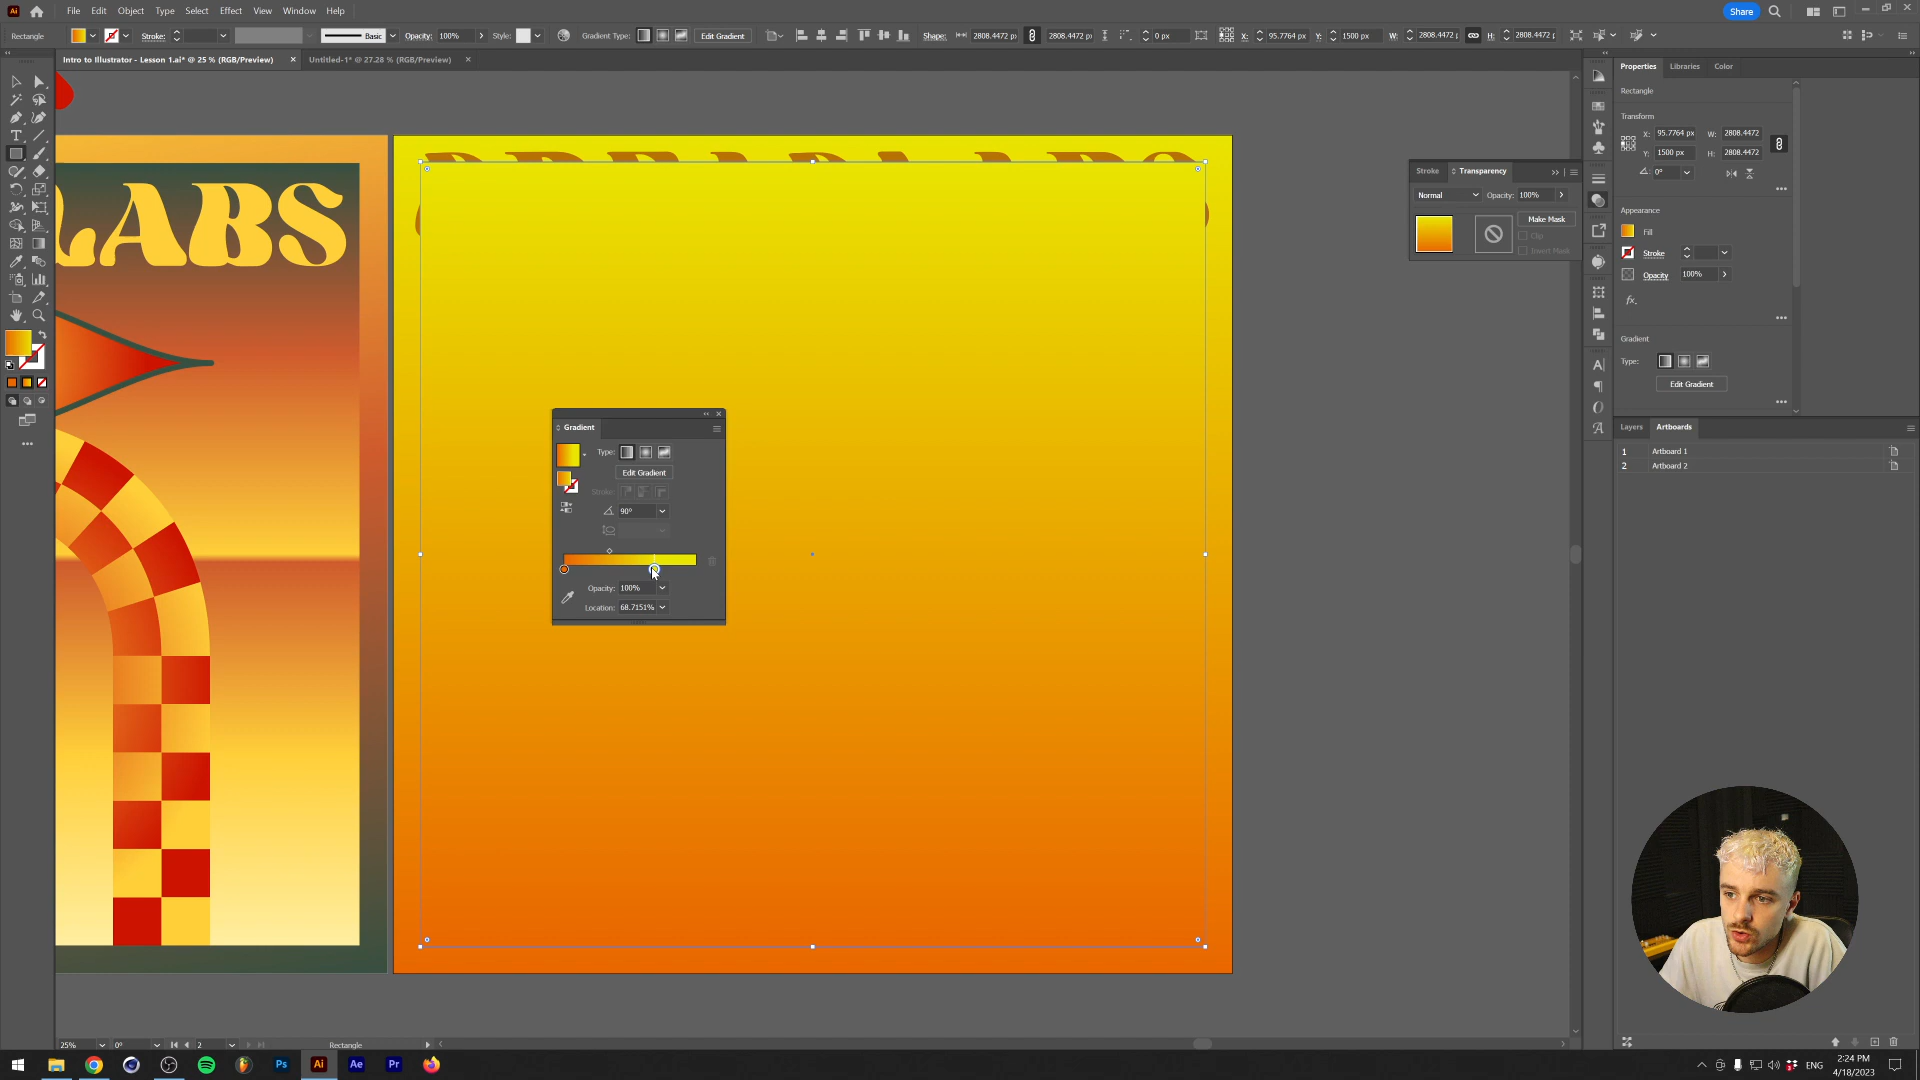 File Edit Object Type Select Effect View Window Help
Share
Rectangle
Stroke:
Basic
Opacity: 100%
Style:
Gradient Type:
Edit Gradient
Shape:
2808.4472 px
2808.4472 px
0 px
X: 95.7764 px
Y: 1500 px
W: 2808.4472
H: 2808.4472
Intro to Illustrator - Lesson 1.ai* @ 25 % (RGB/Preview)
Untitled-1* @ 27.28 % (RGB/Preview)
LABS
Gradient
Type:
Edit Gradient
Stroke:
90°
Opacity: 100%
Location: 68.7151%
Stroke Transparency
Normal
Opacity: 100%
Make Mask
Clip
Invert Mask
Properties Libraries Color
Rectangle
Transform
X: 95.7764 px
W: 2808.4472
Y: 1500 px
H: 2808.4472
0°
Appearance
Fill
Stroke
Opacity 100%
fx.
Gradient
Type:
Edit Gradient
Layers Artboards
1 Artboard 1
2 Artboard 2
25%
0°
2
Rectangle
Ps
Ai
Ae
Pr
ENG
2:24 PM
4/18/2023